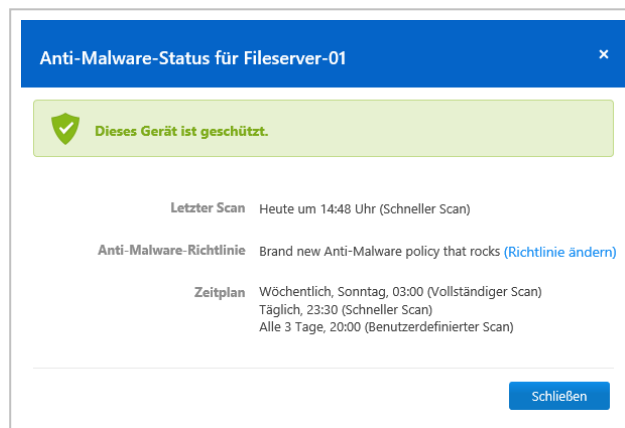 Anti-Malware-Status für Fileserver-01 ×
Dieses Gerät ist geschützt.
Letzter Scan Heute um 14:48 Uhr (Schneller Scan)
Anti-Malware-Richtlinie Brand new Anti-Malware policy that rocks (Richtlinie ändern)
Zeitplan Wöchentlich, Sonntag, 03:00 (Vollständiger Scan)
Täglich, 23:30 (Schneller Scan)
Alle 3 Tage, 20:00 (Benutzerdefinierter Scan)
Schließen